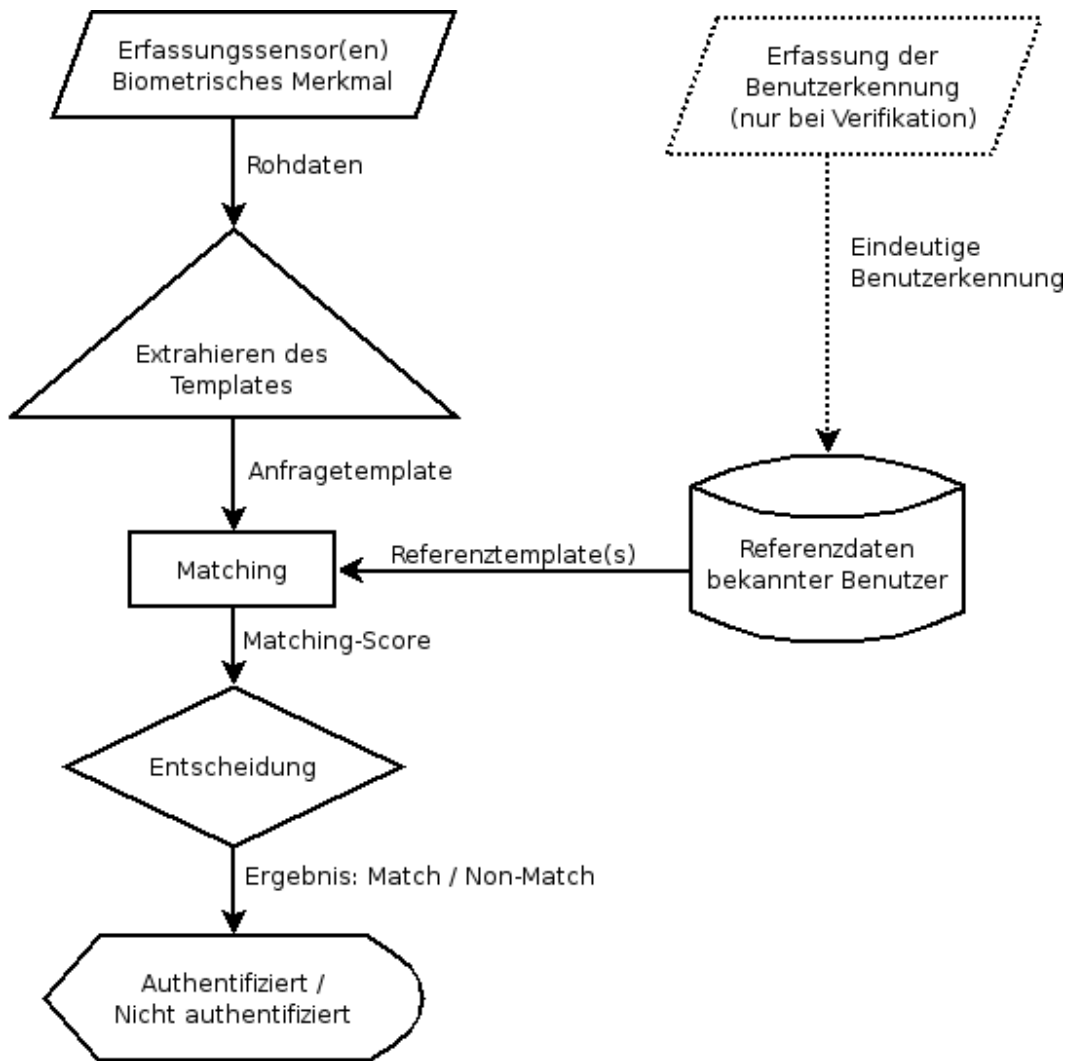 Erfassungssensor(en)
Biometrisches Merkmal
Erfassung der
Benutzerkennung
(nur bei Verifikation)
Rohdaten
Eindeutige
Benutzerkennung
Extrahieren des
Templates
Anfragetemplate
Matching
Referenztemplate(s)
Referenzdaten
bekannter Benutzer
Matching-Score
Entscheidung
Ergebnis: Match / Non-Match
Authentifiziert /
Nicht authentifiziert